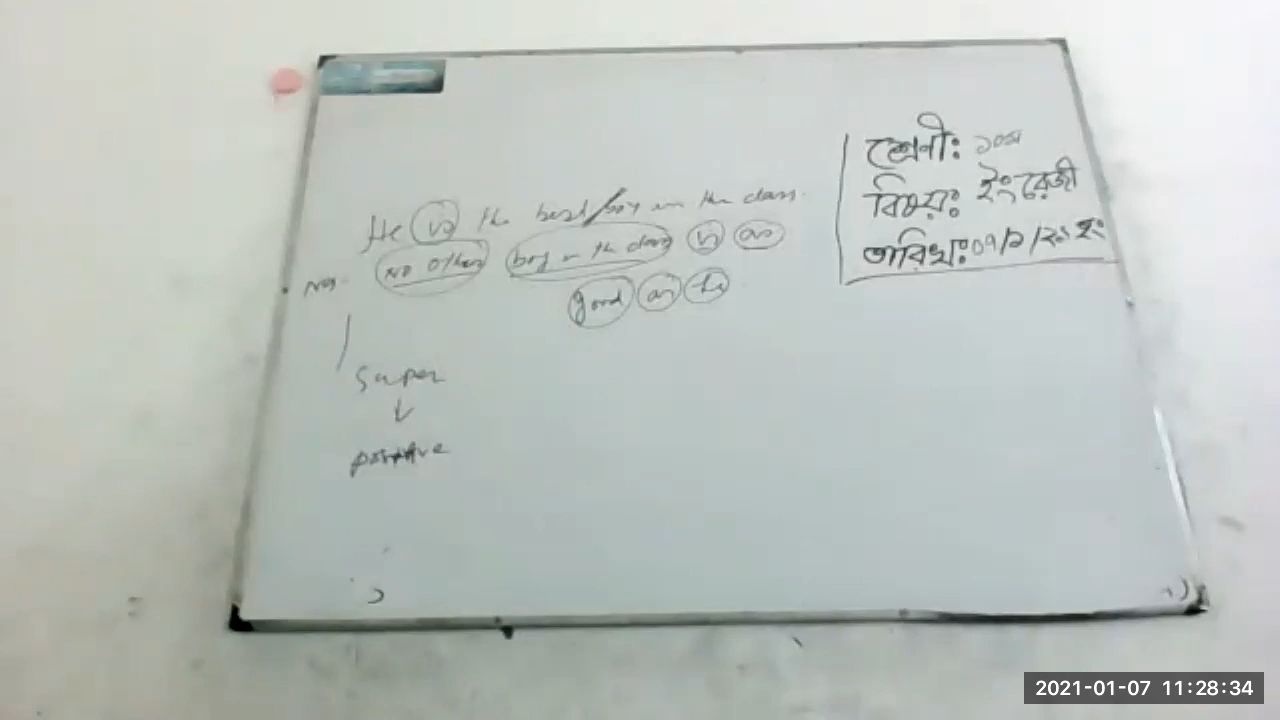 He is the best/boy in the class.
No other boy in the class is as
good as he
super
↓
positive
শ্রেণী: ১০ম
বিষয়: ইংরেজী
তারিখ: ০৭/১/২১ ইং
2021-01-07 11:28:34